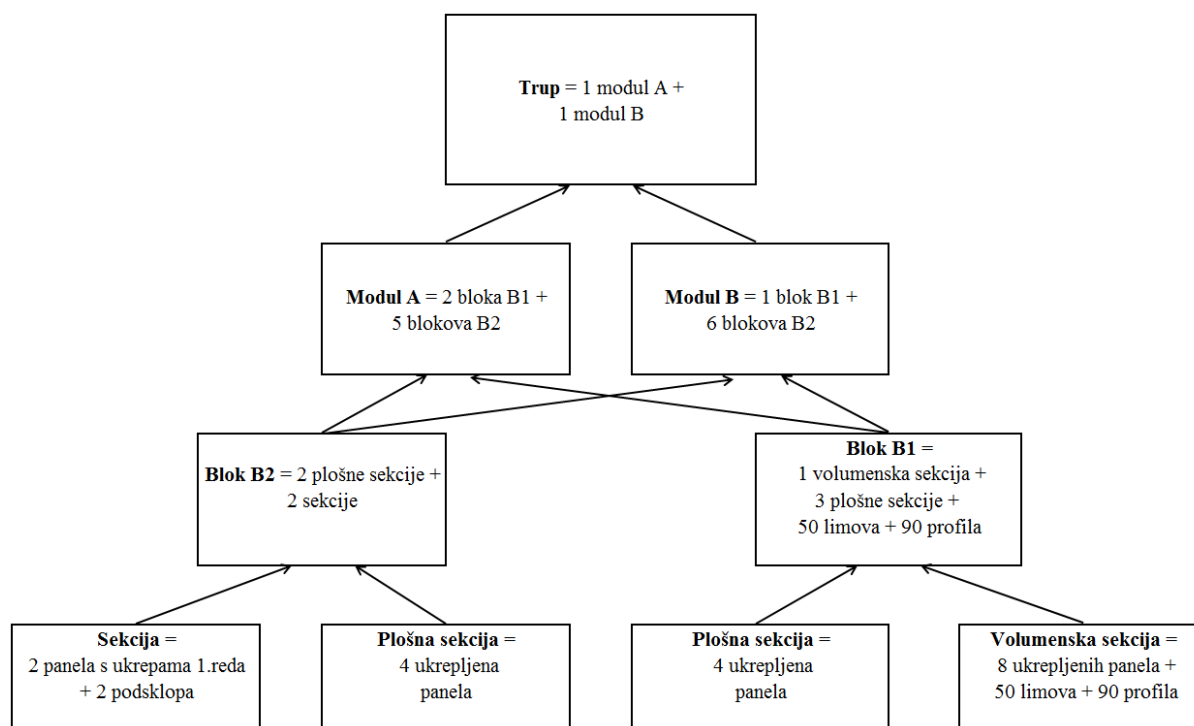 Trup = 1 modul A +
1 modul B
Modul A = 2 bloka B1 +
5 blokova B2
Modul B = 1 blok B1 +
6 blokova B2
Blok B2 = 2 plošne sekcije +
2 sekcije
Blok B1 =
1 volumenska sekcija +
3 plošne sekcije +
50 limova + 90 profila
Sekcija =
2 panela s ukrepama 1.reda
+ 2 podsklopa
Plošna sekcija =
4 ukrepljena
panela
Plošna sekcija =
4 ukrepljena
panela
Volumenska sekcija =
8 ukrepljenih panela +
50 limova + 90 profila